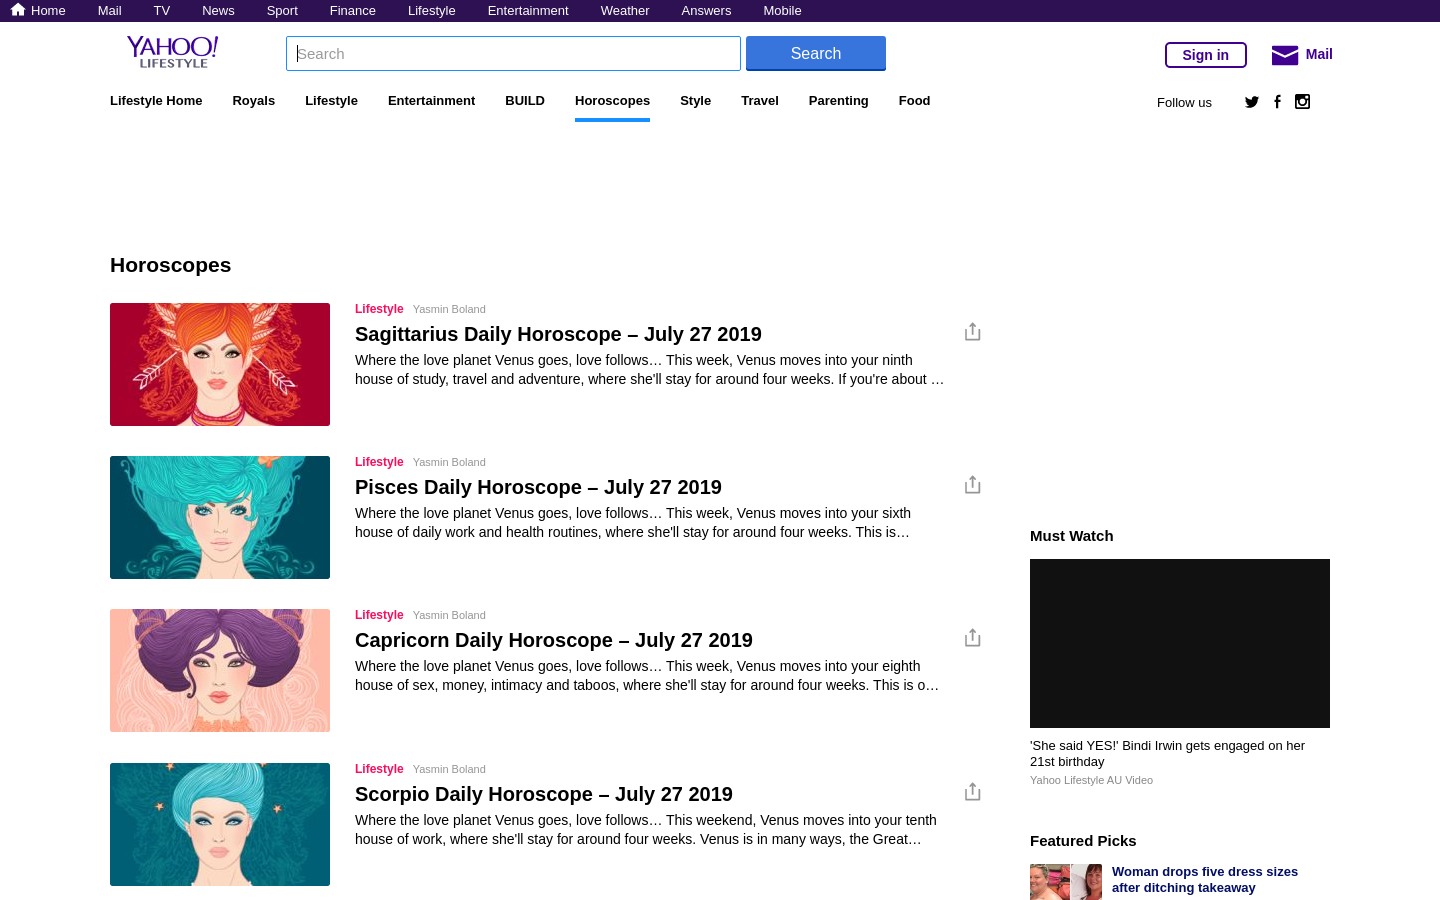 Home Mail TV News Sport Finance Lifestyle Entertainment Weather Answers Mobile
YAHOO!
LIFESTYLE
Search
Search
Sign in
Mail
Lifestyle Home Royals Lifestyle Entertainment BUILD Horoscopes Style Travel Parenting Food
Follow us
Horoscopes
Lifestyle Yasmin Boland
Sagittarius Daily Horoscope – July 27 2019
Where the love planet Venus goes, love follows… This week, Venus moves into your ninth
house of study, travel and adventure, where she'll stay for around four weeks. If you're about …
Lifestyle Yasmin Boland
Pisces Daily Horoscope – July 27 2019
Where the love planet Venus goes, love follows… This week, Venus moves into your sixth
house of daily work and health routines, where she'll stay for around four weeks. This is…
Lifestyle Yasmin Boland
Capricorn Daily Horoscope – July 27 2019
Where the love planet Venus goes, love follows… This week, Venus moves into your eighth
house of sex, money, intimacy and taboos, where she'll stay for around four weeks. This is o…
Lifestyle Yasmin Boland
Scorpio Daily Horoscope – July 27 2019
Where the love planet Venus goes, love follows… This weekend, Venus moves into your tenth
house of work, where she'll stay for around four weeks. Venus is in many ways, the Great…
Must Watch
'She said YES!' Bindi Irwin gets engaged on her
21st birthday
Yahoo Lifestyle AU Video
Featured Picks
Woman drops five dress sizes
after ditching takeaway